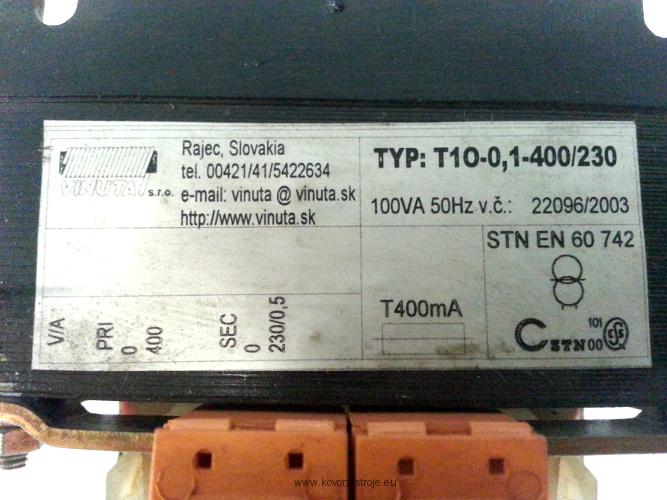 VINUTA s.r.o.
Rajec, Slovakia
tel. 00421/41/5422634
e-mail: vinuta @ vinuta.sk
http://www.vinuta.sk
TYP: T1O-0,1-400/230
100VA 50Hz v.č.: 22096/2003
STN EN 60 742
V/A
PRI
0
400
SEC
0
230/0,5
T400mA
C STN 00 101
www.kovonastroje.eu